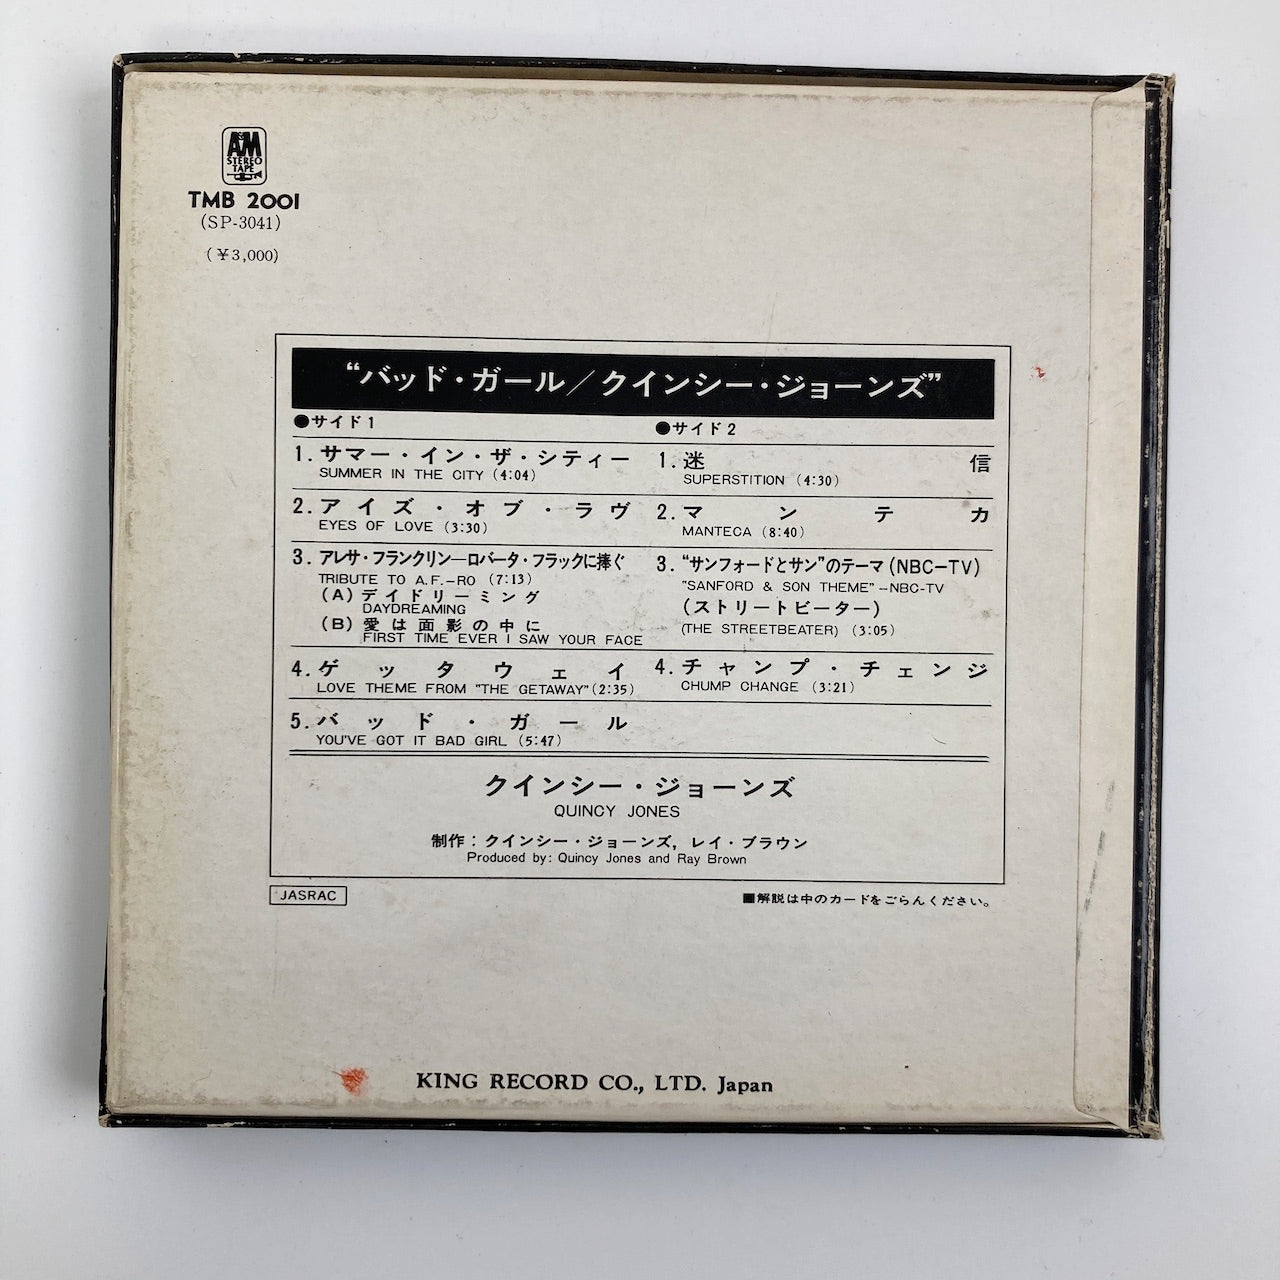 A&M
STEREO
TAPE
TMB 2001
(SP-3041)
(¥3,000)
“バッド・ガール／クインシー・ジョーンズ”
●サイド1
1. サマー・イン・ザ・シティー
SUMMER IN THE CITY (4:04)
2. アイズ・オブ・ラヴ
EYES OF LOVE (3:30)
3. アレサ・フランクリン—ロバータ・フラックに捧ぐ
TRIBUTE TO A.F.–RO (7:13)
(A) デイドリーミング
DAYDREAMING
(B) 愛は面影の中に
FIRST TIME EVER I SAW YOUR FACE
4. ゲッタウェイ
LOVE THEME FROM "THE GETAWAY" (2:35)
5. バッド・ガール
YOU'VE GOT IT BAD GIRL (5:47)
●サイド2
1. 迷信
SUPERSTITION (4:30)
2. マンテカ
MANTECA (8:40)
3. “サンフォードとサン”のテーマ (NBC–TV)
"SANFORD & SON THEME" –NBC-TV
(ストリートビーター)
(THE STREETBEATER) (3:05)
4. チャンプ・チェンジ
CHUMP CHANGE (3:21)
クインシー・ジョーンズ
QUINCY JONES
制作：クインシー・ジョーンズ, レイ・ブラウン
Produced by: Quincy Jones and Ray Brown
JASRAC
■解説は中のカードをごらんください。
KING RECORD CO., LTD. Japan